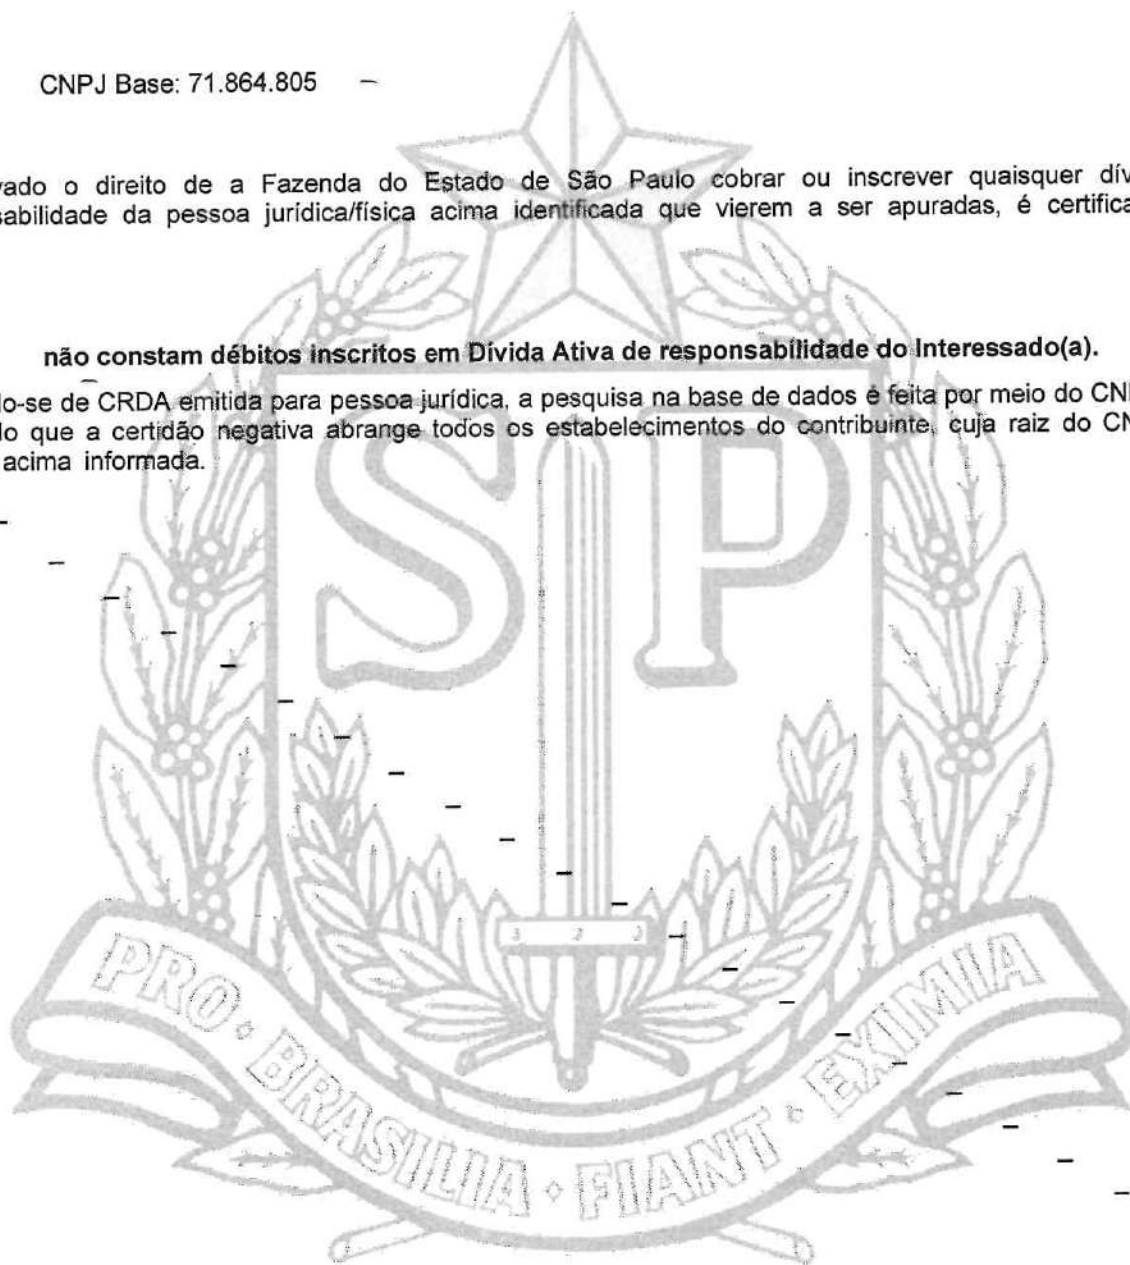 CNPJ Base: 71.864.805 –
vado o direito de a Fazenda do Estado de São Paulo cobrar ou inscrever quaisquer dív
sabilidade da pessoa jurídica/física acima identificada que vierem a ser apuradas, é certifica
não constam débitos inscritos em Dívida Ativa de responsabilidade do Interessado(a).
do-se de CRDA emitida para pessoa jurídica, a pesquisa na base de dados é feita por meio do CN
do que a certidão negativa abrange todos os estabelecimentos do contribuinte, cuja raiz do CN
acima informada.
SP
PRO · BRASILIA · FIANT · EXIMIA